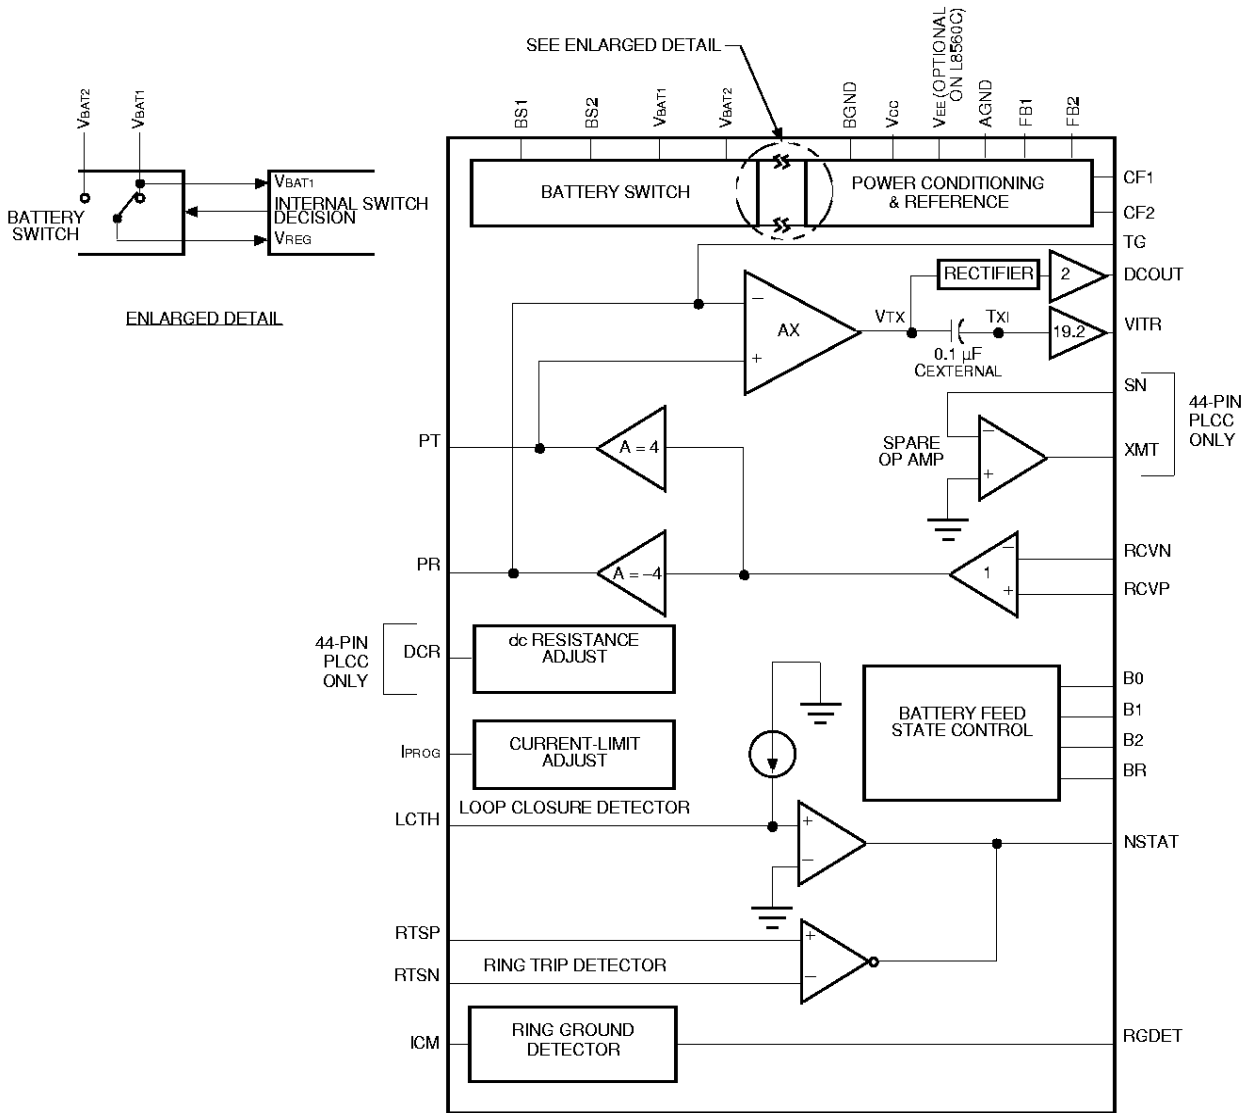 SEE ENLARGED DETAIL
VBAT2
VBAT1
BS1
BS2
VBAT1
VBAT2
BGND
VCC
VEE (OPTIONAL
ON L8560C)
AGND
FB1
FB2
BATTERY
SWITCH
VBAT1
INTERNAL SWITCH
DECISION
VREG
ENLARGED DETAIL
BATTERY SWITCH
POWER CONDITIONING
& REFERENCE
CF1
CF2
TG
RECTIFIER
2
DCOUT
AX
−
+
VTX
TXI
0.1 µF
CEXTERNAL
19.2
VITR
SN
44-PIN
PLCC
ONLY
XMT
SPARE
OP AMP
−
+
PT
A = 4
PR
A = −4
1
−
+
RCVN
RCVP
44-PIN
PLCC
ONLY
DCR
dc RESISTANCE
ADJUST
IPROG
CURRENT-LIMIT
ADJUST
BATTERY FEED
STATE CONTROL
B0
B1
B2
BR
LOOP CLOSURE DETECTOR
LCTH
+
−
NSTAT
RTSP
RTSN
RING TRIP DETECTOR
+
−
ICM
RING GROUND
DETECTOR
RGDET